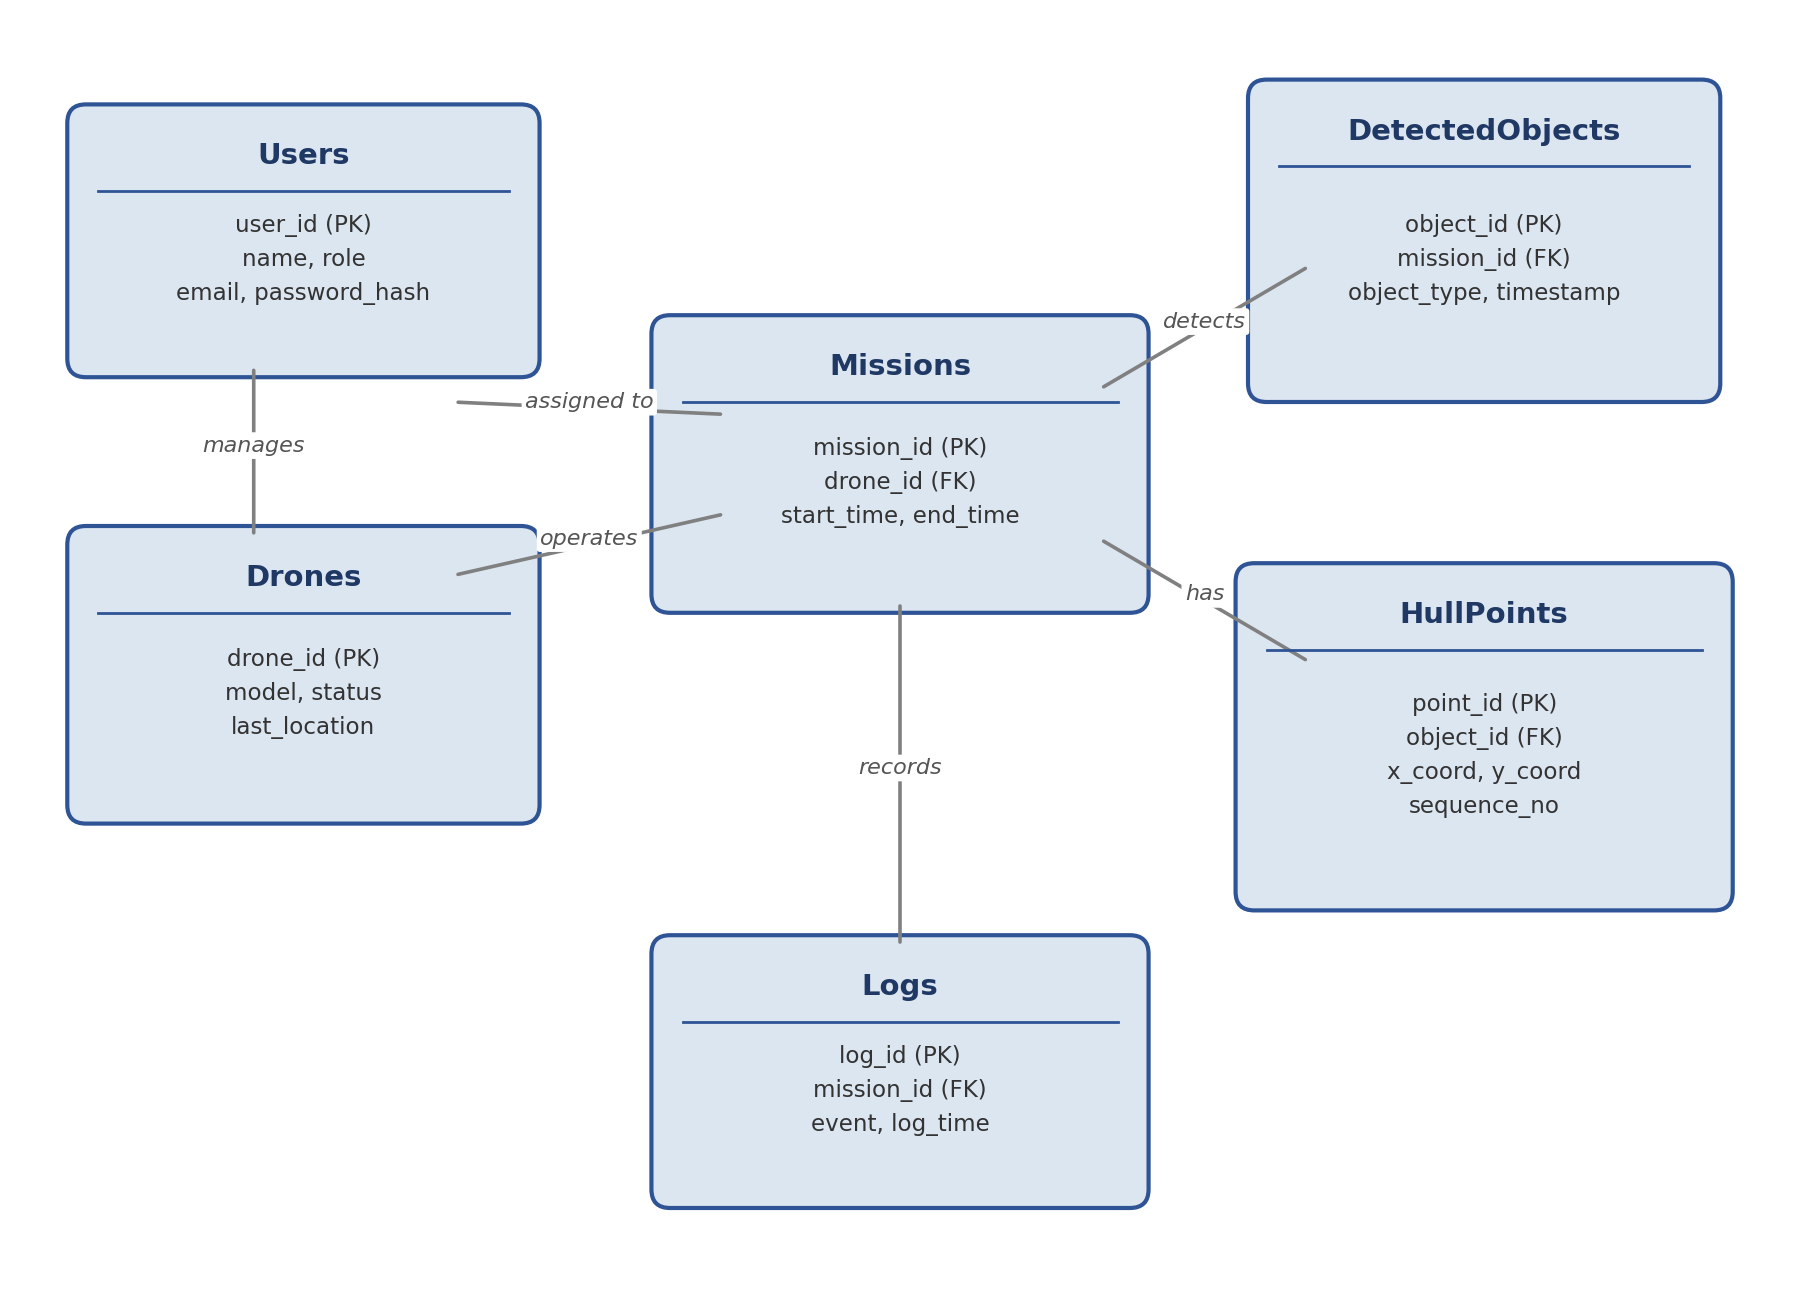 Users
user_id (PK)
name, role
email, password_hash
manages
assigned to
Drones
drone_id (PK)
model, status
last_location
operates
Missions
mission_id (PK)
drone_id (FK)
start_time, end_time
detects
DetectedObjects
object_id (PK)
mission_id (FK)
object_type, timestamp
has
HullPoints
point_id (PK)
object_id (FK)
x_coord, y_coord
sequence_no
records
Logs
log_id (PK)
mission_id (FK)
event, log_time